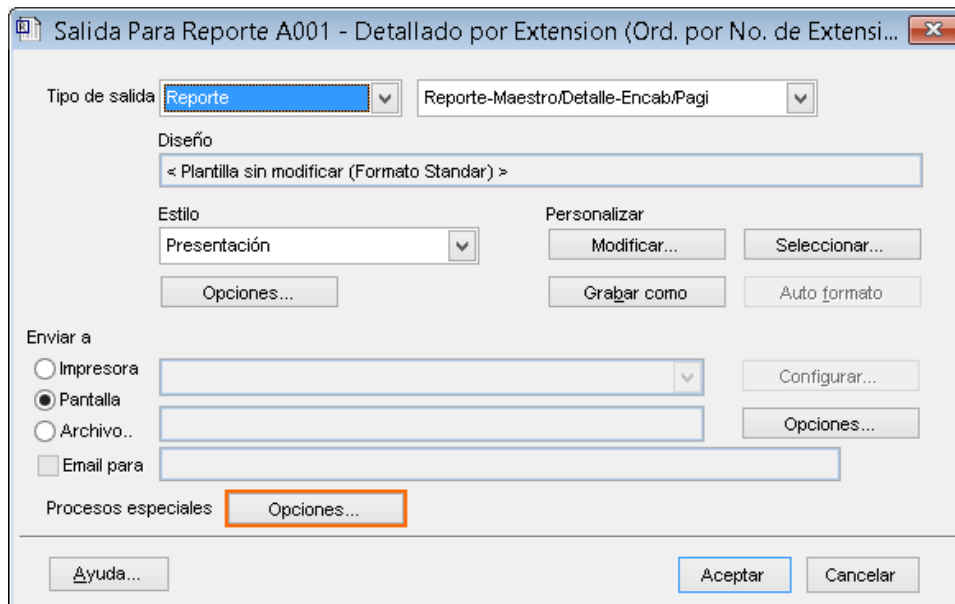 Salida Para Reporte A001 - Detallado por Extension (Ord. por No. de Extensi...
Tipo de salida Reporte Reporte-Maestro/Detalle-Encab/Pagi
Diseño
< Plantilla sin modificar (Formato Standar) >
Estilo Personalizar
Presentación Modificar... Seleccionar...
Opciones... Grabar como Auto formato
Enviar a
Impresora Configurar...
Pantalla
Archivo.. Opciones...
Email para
Procesos especiales Opciones...
Ayuda... Aceptar Cancelar